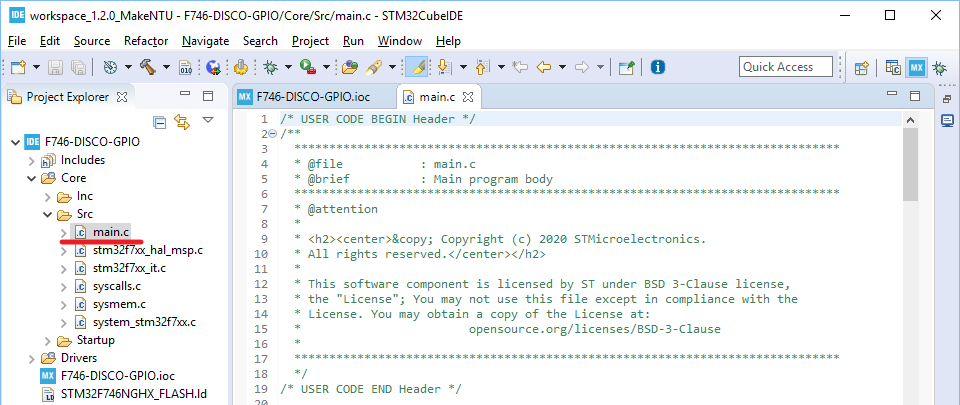 IDE workspace_1.2.0_MakeNTU - F746-DISCO-GPIO/Core/Src/main.c - STM32CubeIDE
File Edit Source Refactor Navigate Search Project Run Window Help
010
Quick Access
MX
Project Explorer
MX F746-DISCO-GPIO.ioc
.c main.c
IDE F746-DISCO-GPIO
Includes
Core
Inc
Src
.c main.c
.c stm32f7xx_hal_msp.c
.c stm32f7xx_it.c
.c syscalls.c
.c sysmem.c
.c system_stm32f7xx.c
Startup
Drivers
MX F746-DISCO-GPIO.ioc
STM32F746NGHX_FLASH.ld
1 /* USER CODE BEGIN Header */
2 /**
3 ******************************************************************************
4 * @file : main.c
5 * @brief : Main program body
6 ******************************************************************************
7 * @attention
8 *
9 * <h2><center>&copy; Copyright (c) 2020 STMicroelectronics.
10 * All rights reserved.</center></h2>
11 *
12 * This software component is licensed by ST under BSD 3-Clause license,
13 * the "License"; You may not use this file except in compliance with the
14 * License. You may obtain a copy of the License at:
15 * opensource.org/licenses/BSD-3-Clause
16 *
17 ******************************************************************************
18 */
19 /* USER CODE END Header */
20